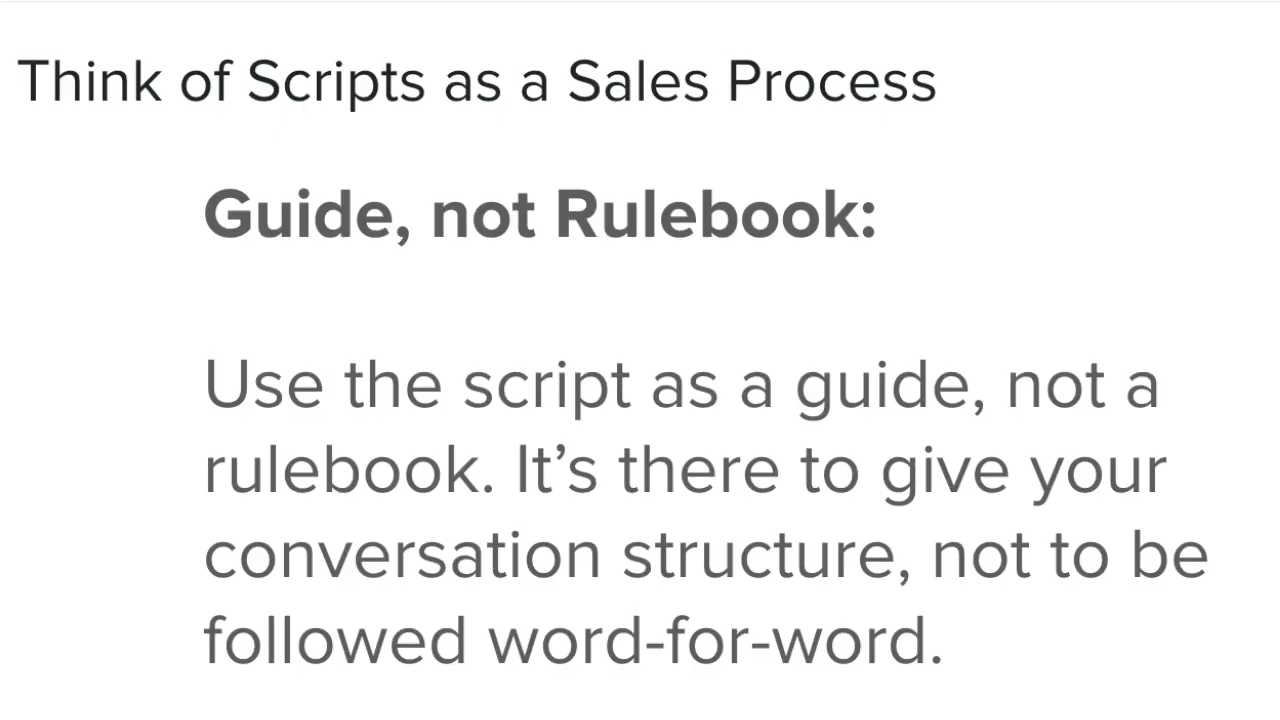 Think of Scripts as a Sales Process
Guide, not Rulebook:
Use the script as a guide, not a
rulebook. It’s there to give your
conversation structure, not to be
followed word-for-word.